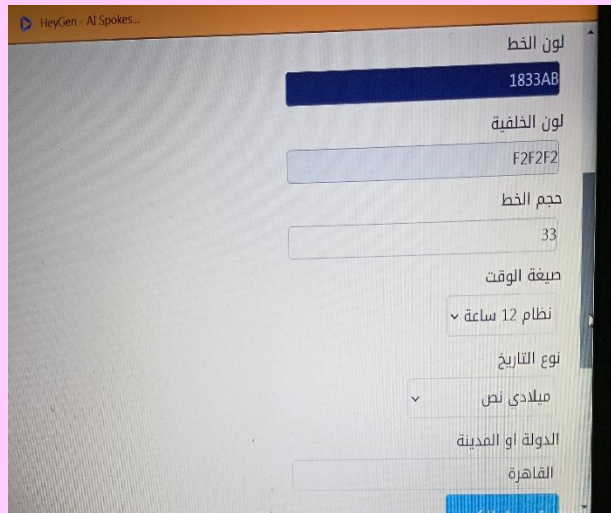 HeyGen - AI Spokes...
لون الخط
1833AB
لون الخلفية
F2F2F2
حجم الخط
33
صيغة الوقت
نظام 12 ساعة
نوع التاريخ
ميلادي نص
الدولة او المدينة
القاهرة